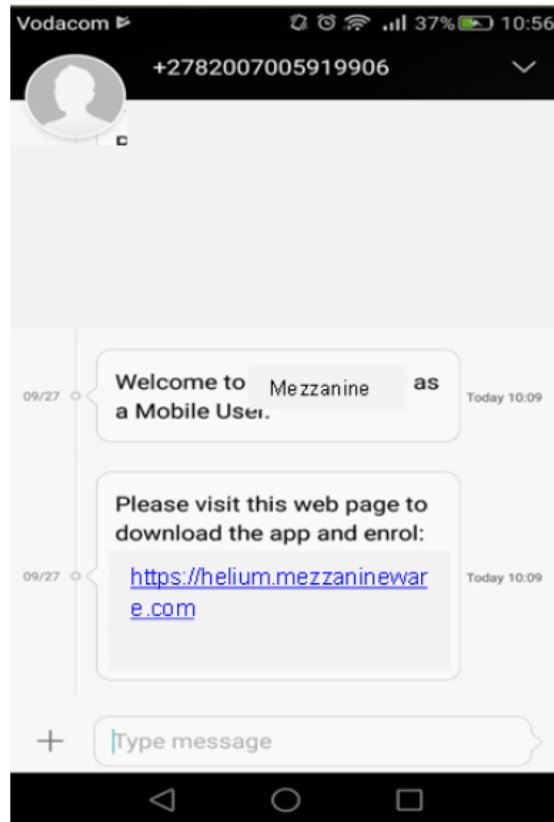 Vodacom 37% 10:56
+2782007005919906
Welcome to Mezzanine as
a Mobile User.
09/27
Today 10:09
Please visit this web page to
download the app and enrol:
https://helium.mezzaninewar
e.com
09/27
Today 10:09
Type message